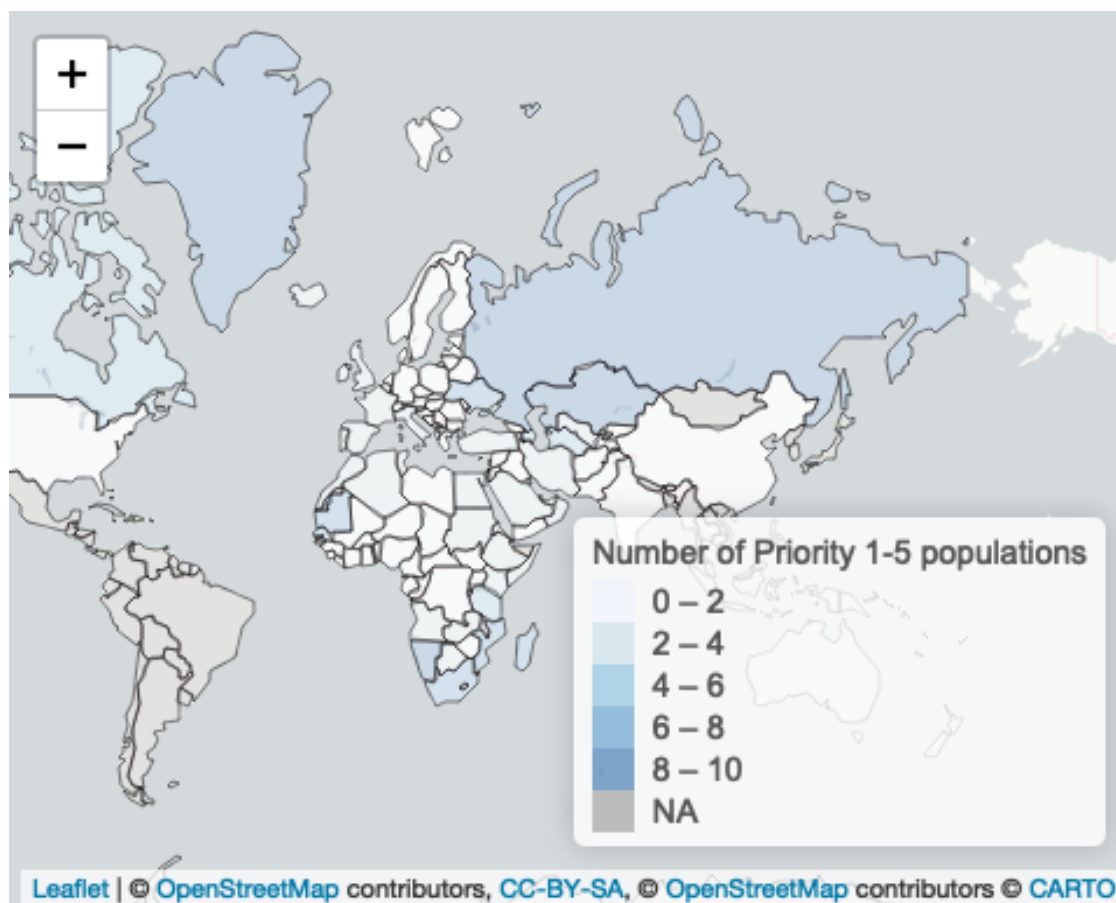 +
−
Number of Priority 1-5 populations
0 – 2
2 – 4
4 – 6
6 – 8
8 – 10
NA
Leaflet | © OpenStreetMap contributors, CC-BY-SA, © OpenStreetMap contributors © CARTO